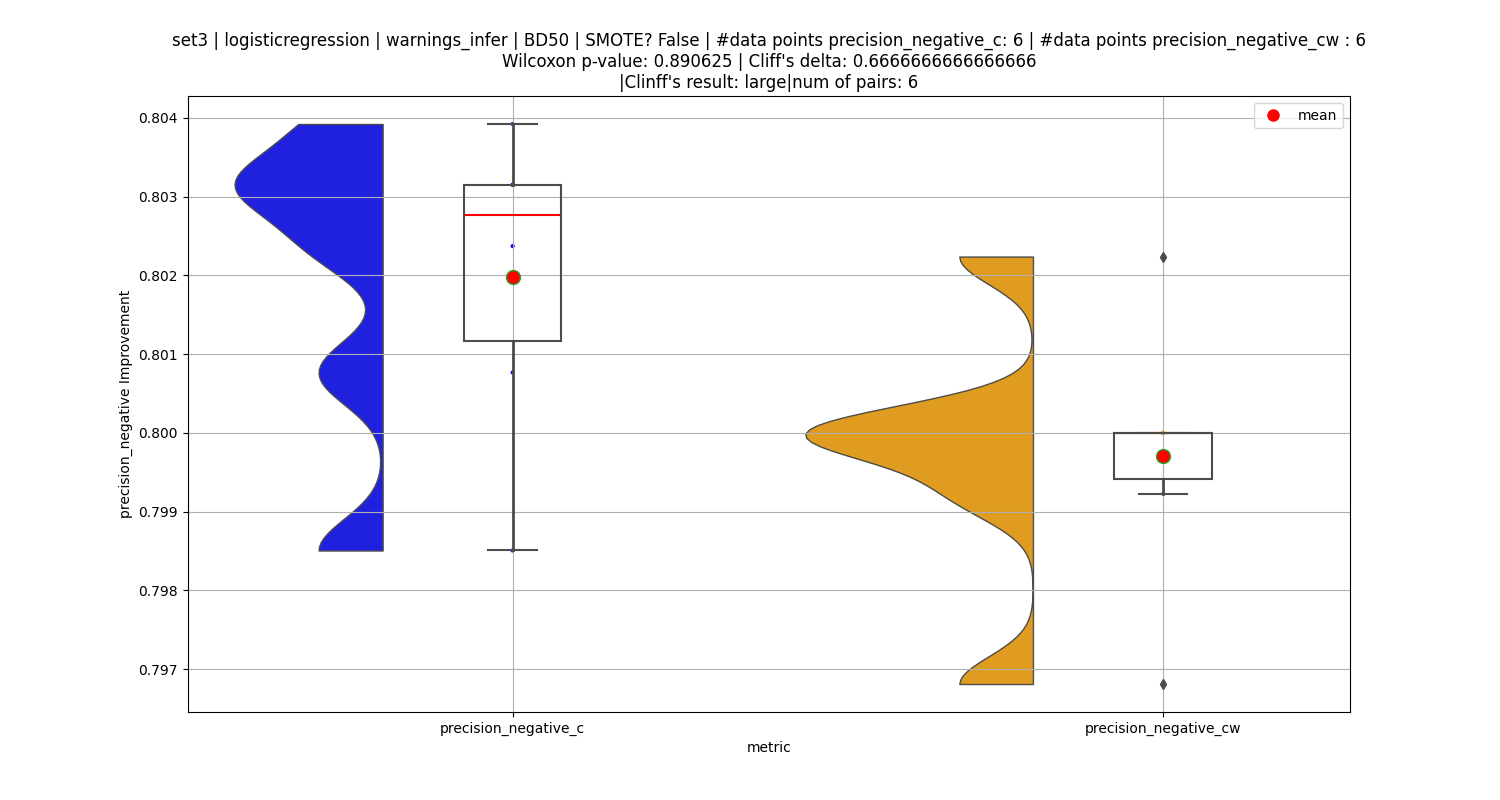 set3 | logisticregression | warnings_infer | BD50 | SMOTE? False | #data points precision_negative_c: 6 | #data points precision_negative_cw : 6
Wilcoxon p-value: 0.890625 | Cliff's delta: 0.6666666666666666
|Clinff's result: large|num of pairs: 6
mean
0.804
0.803
0.802
0.801
0.800
0.799
0.798
0.797
precision_negative Improvement
precision_negative_c
precision_negative_cw
metric